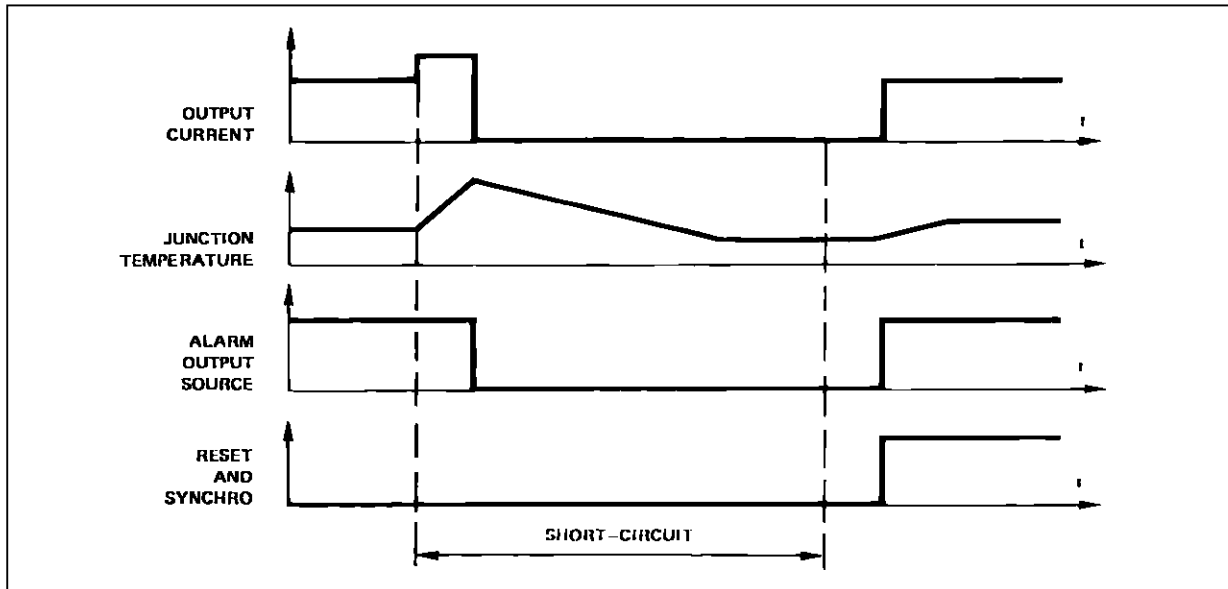 OUTPUT
CURRENT
t
JUNCTION
TEMPERATURE
t
ALARM
OUTPUT
SOURCE
t
RESET
AND
SYNCHRO
t
SHORT-CIRCUIT